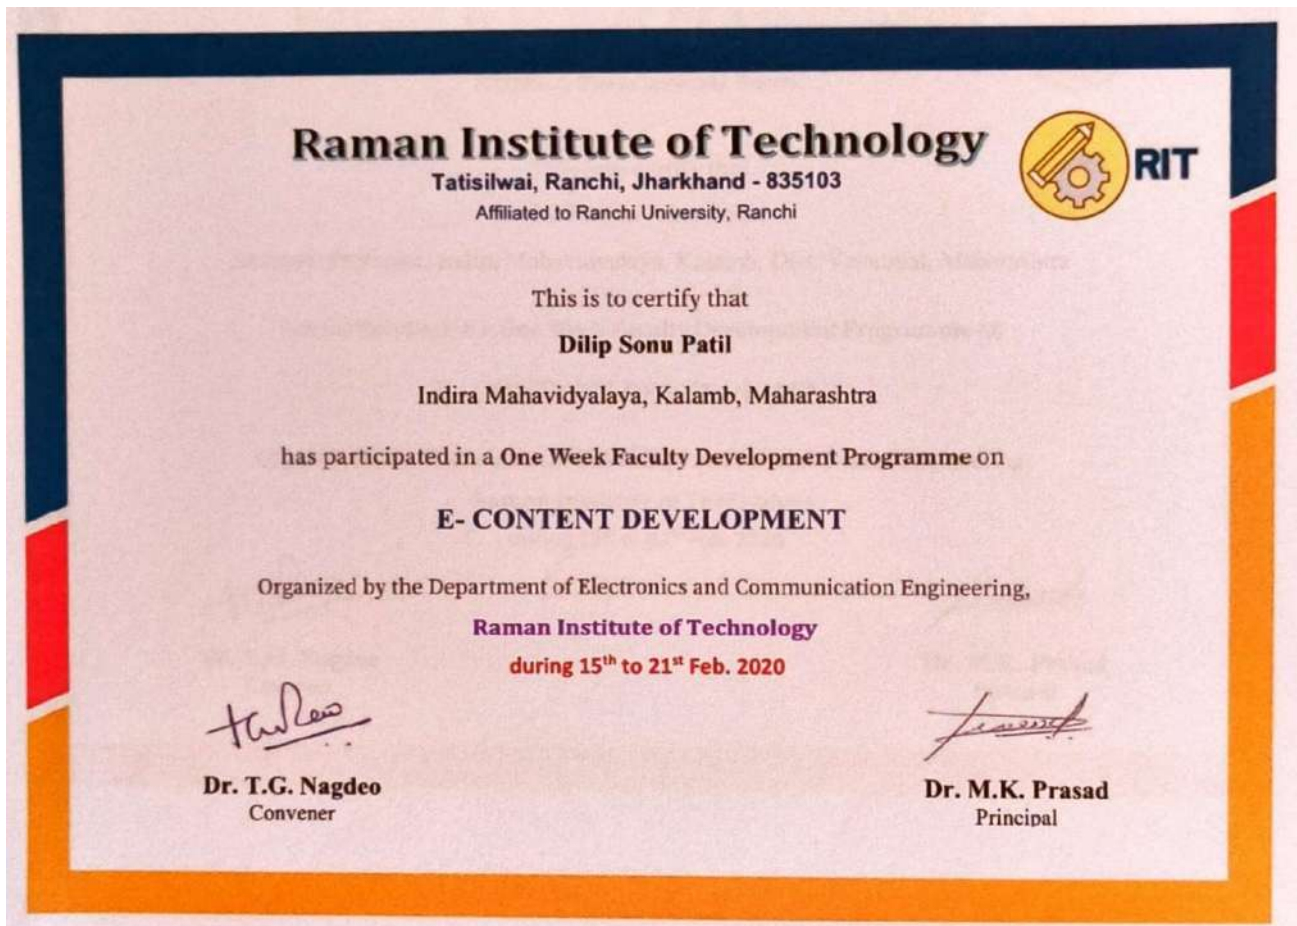 Raman Institute of Technology
RIT
Tatisilwai, Ranchi, Jharkhand - 835103
Affiliated to Ranchi University, Ranchi
This is to certify that
Dilip Sonu Patil
Indira Mahavidyalaya, Kalamb, Maharashtra
has participated in a One Week Faculty Development Programme on
E- CONTENT DEVELOPMENT
Organized by the Department of Electronics and Communication Engineering,
Raman Institute of Technology
during 15th to 21st Feb. 2020
Dr. T.G. Nagdeo
Convener
Dr. M.K. Prasad
Principal